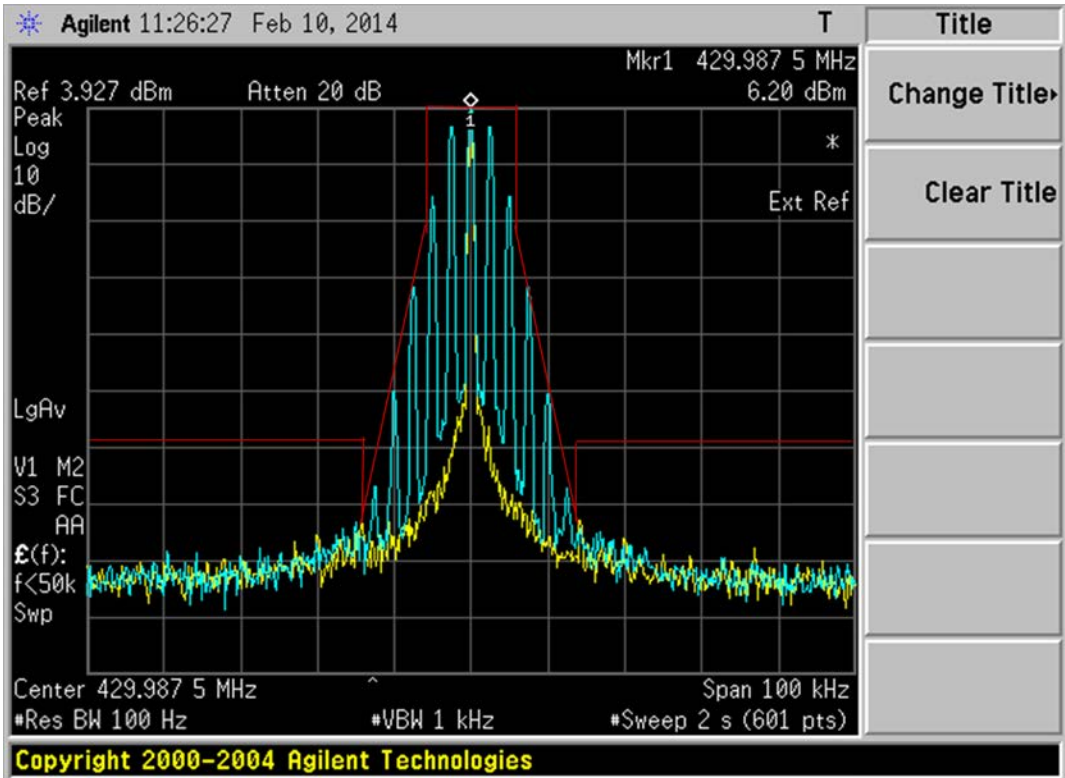 Agilent 11:26:27 Feb 10, 2014 T
Title
Mkr1 429.987 5 MHz
Ref 3.927 dBm Atten 20 dB 6.20 dBm
Change Title
Peak
1
Log
*
10
dB/
Ext Ref
Clear Title
LgAv
V1 M2
S3 FC
AA
£(f):
f<50k
Swp
Center 429.987 5 MHz ^ Span 100 kHz
#Res BW 100 Hz #VBW 1 kHz #Sweep 2 s (601 pts)
Copyright 2000-2004 Agilent Technologies